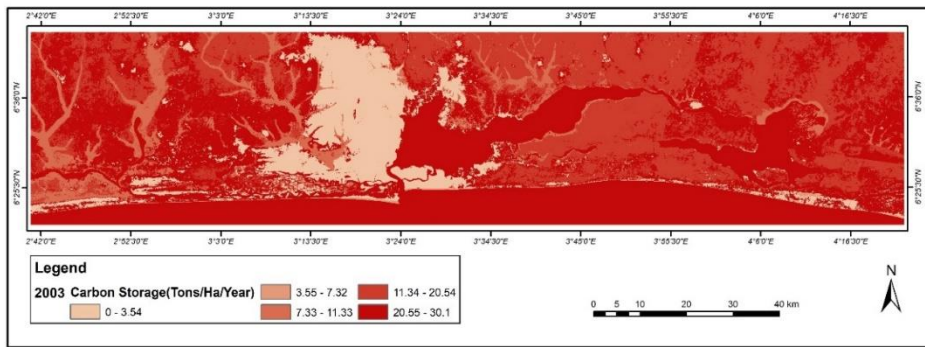 2°42'0"E 2°52'30"E 3°3'0"E 3°13'30"E 3°24'0"E 3°34'30"E 3°45'0"E 3°55'30"E 4°6'0"E 4°16'30"E
6°36'0"N 6°36'0"N
6°25'30"N 6°25'30"N
2°42'0"E 2°52'30"E 3°3'0"E 3°13'30"E 3°24'0"E 3°34'30"E 3°45'0"E 3°55'30"E 4°6'0"E 4°16'30"E
Legend
2003 Carbon Storage(Tons/Ha/Year)
0 - 3.54
3.55 - 7.32
7.33 - 11.33
11.34 - 20.54
20.55 - 30.1
N
0 5 10 20 30 40 km